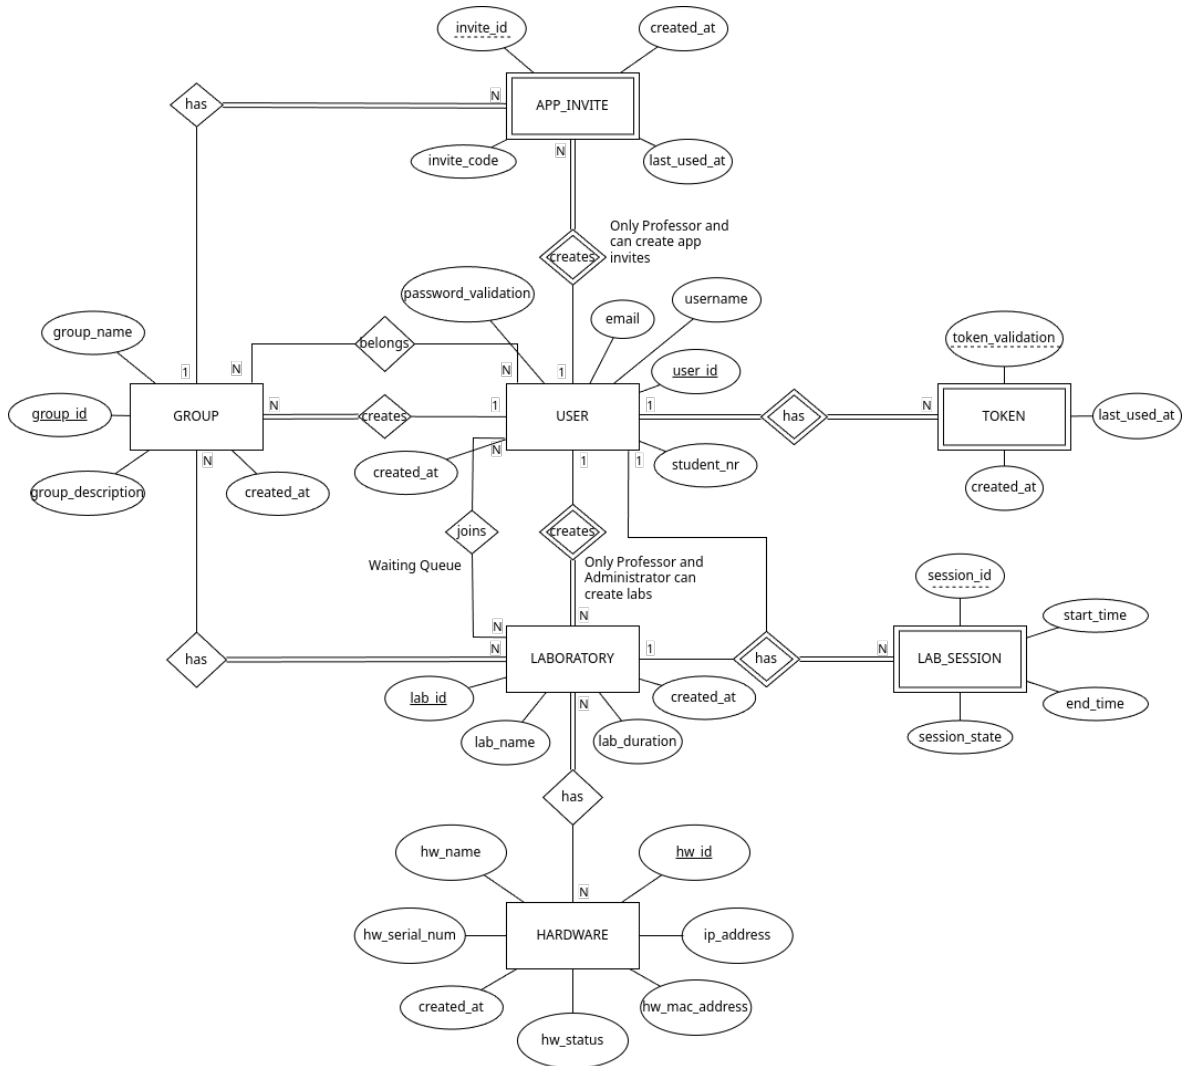 invite_id
created_at
has
N
APP_INVITE
N
invite_code
last_used_at
Only Professor and
can create app
invites
creates
password_validation
username
email
group_name
belongs
token_validation
1
N
N
1
user_id
group_id
GROUP
N
creates
1
USER
1
has
N
TOKEN
last_used_at
N
N
created_at
1
1
student_nr
group_description
created_at
created_at
joins
creates
Waiting Queue
Only Professor and
Administrator can
create labs
session_id
N
N
start_time
has
N
LABORATORY
1
has
N
LAB_SESSION
lab_id
created_at
N
end_time
lab_name
lab_duration
session_state
has
hw_name
hw_id
N
hw_serial_num
HARDWARE
ip_address
created_at
hw_mac_address
hw_status